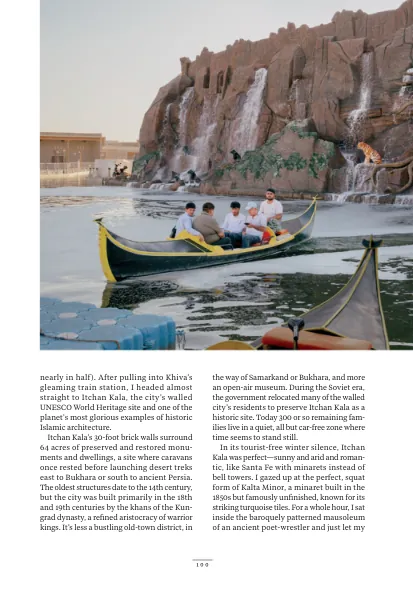 nearly in half). After pulling into Khiva's
gleaming train station, I headed almost
straight to Itchan Kala, the city's walled
UNESCO World Heritage site and one of the
planet's most glorious examples of historic
Islamic architecture.
Itchan Kala's 30-foot brick walls surround
64 acres of preserved and restored monu-
ments and dwellings, a site where caravans
once rested before launching desert treks
east to Bukhara or south to ancient Persia.
The oldest structures date to the 14th century,
but the city was built primarily in the 18th
and 19th centuries by the khans of the Kun-
grad dynasty, a refined aristocracy of warrior
kings. It's less a bustling old-town district, in
the way of Samarkand or Bukhara, and more
an open-air museum. During the Soviet era,
the government relocated many of the walled
city's residents to preserve Itchan Kala as a
historic site. Today 300 or so remaining fam-
ilies live in a quiet, all but car-free zone where
time seems to stand still.
In its tourist-free winter silence, Itchan
Kala was perfect—sunny and arid and roman-
tic, like Santa Fe with minarets instead of
bell towers. I gazed up at the perfect, squat
form of Kalta Minor, a minaret built in the
1850s but famously unfinished, known for its
striking turquoise tiles. For a whole hour, I sat
inside the baroquely patterned mausoleum
of an ancient poet-wrestler and just let my
100